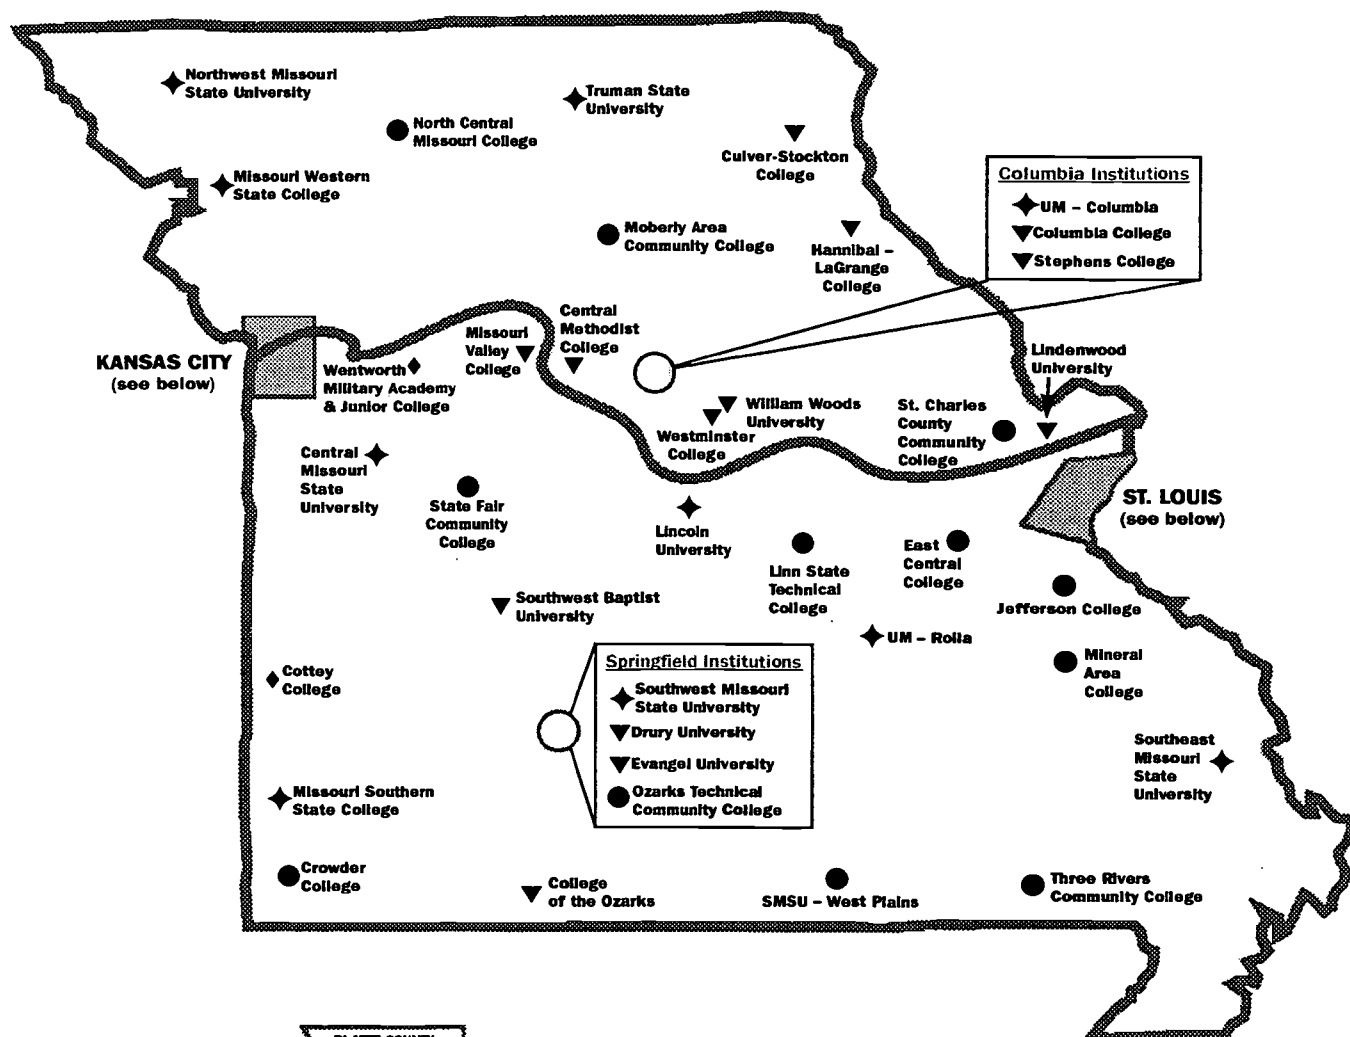 Northwest Missouri
State University
Truman State
University
North Central
Missouri College
Culver-Stockton
College
Missouri Western
State College
Columbia Institutions
UM – Columbia
Columbia College
Stephens College
Moberly Area
Community College
Hannibal –
LaGrange
College
Central
Methodist
College
Missouri
Valley
College
KANSAS CITY
(see below)
Wentworth
Military Academy
& Junior College
Lindenwood
University
William Woods
University
Westminster
College
St. Charles
County
Community
College
Central
Missouri
State
University
State Fair
Community
College
ST. LOUIS
(see below)
Lincoln
University
Linn State
Technical
College
East
Central
College
Jefferson College
Southwest Baptist
University
UM – Rolla
Mineral
Area
College
Cottey
College
Springfield Institutions
Southwest Missouri
State University
Drury University
Evangel University
Ozarks Technical
Community College
Southeast
Missouri
State
University
Missouri Southern
State College
Crowder
College
College
of the Ozarks
SMSU – West Plains
Three Rivers
Community College